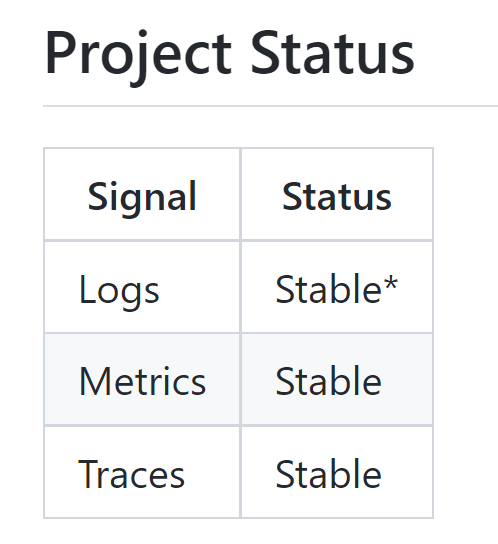 Project Status
Signal Status
Logs Stable*
Metrics Stable
Traces Stable